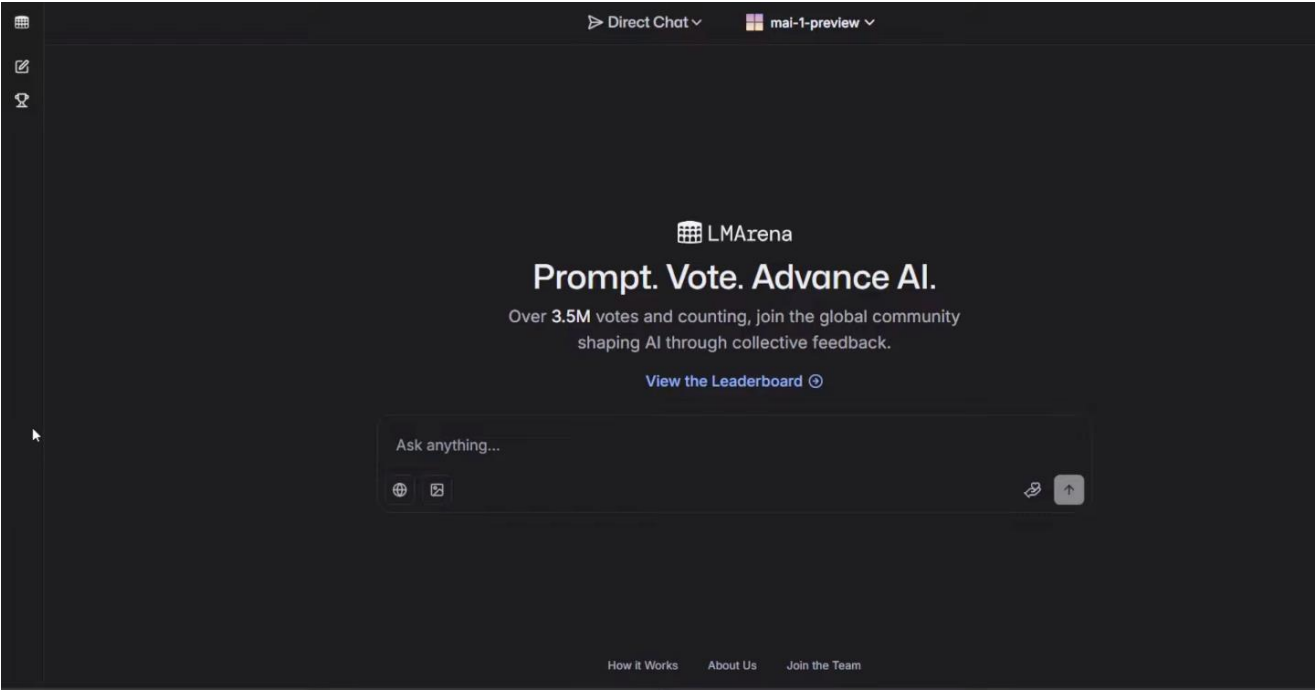 Direct Chat
mai-1-preview
LMArena
Prompt. Vote. Advance AI.
Over 3.5M votes and counting, join the global community
shaping AI through collective feedback.
View the Leaderboard
Ask anything...
How it Works About Us Join the Team